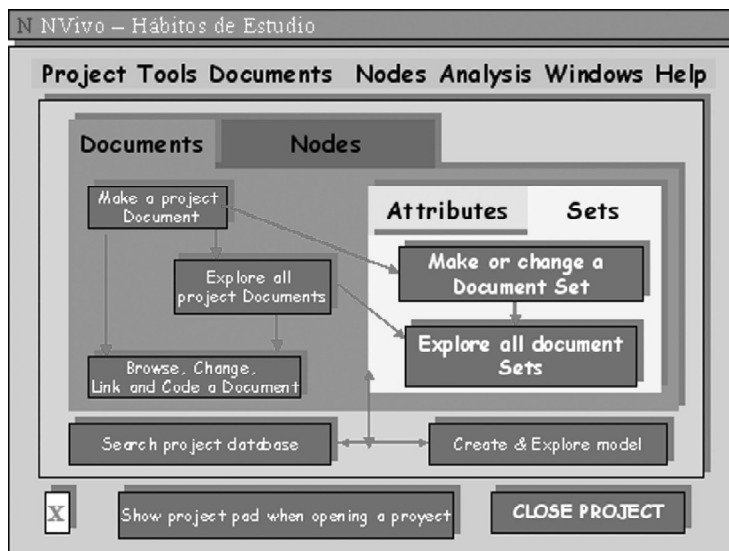 N NVivo – Hábitos de Estudio
Project Tools Documents Nodes Analysis Windows Help
Documents Nodes
Make a project
Document
Attributes Sets
Explore all
project Documents
Make or change a
Document Set
Browse, Change,
Link and Code a Document
Explore all document
Sets
Search project database
Create & Explore model
X
Show project pad when opening a proyect
CLOSE PROJECT